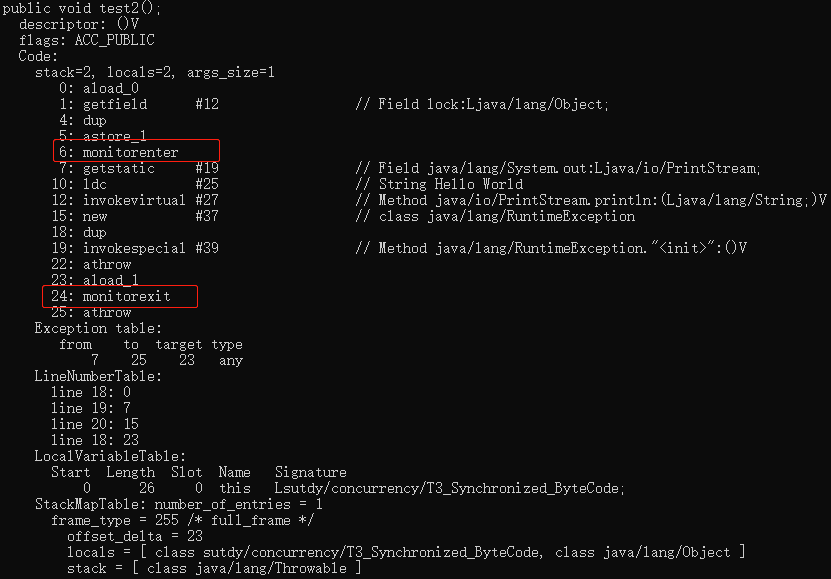 public void test2();
descriptor: ()V
flags: ACC_PUBLIC
Code:
stack=2, locals=2, args_size=1
0: aload_0
1: getfield #12 // Field lock:Ljava/lang/Object;
4: dup
5: astore_1
6: monitorenter
7: getstatic #19 // Field java/lang/System.out:Ljava/io/PrintStream;
10: ldc #25 // String Hello World
12: invokevirtual #27 // Method java/io/PrintStream.println:(Ljava/lang/String;)V
15: new #37 // class java/lang/RuntimeException
18: dup
19: invokespecial #39 // Method java/lang/RuntimeException."<init>":()V
22: athrow
23: aload_1
24: monitorexit
25: athrow
Exception table:
from to target type
7 25 23 any
LineNumberTable:
line 18: 0
line 19: 7
line 20: 15
line 18: 23
LocalVariableTable:
Start Length Slot Name Signature
0 26 0 this Lsutdy/concurrency/T3_Synchronized_ByteCode;
StackMapTable: number_of_entries = 1
frame_type = 255 /* full_frame */
offset_delta = 23
locals = [ class sutdy/concurrency/T3_Synchronized_ByteCode, class java/lang/Object ]
stack = [ class java/lang/Throwable ]